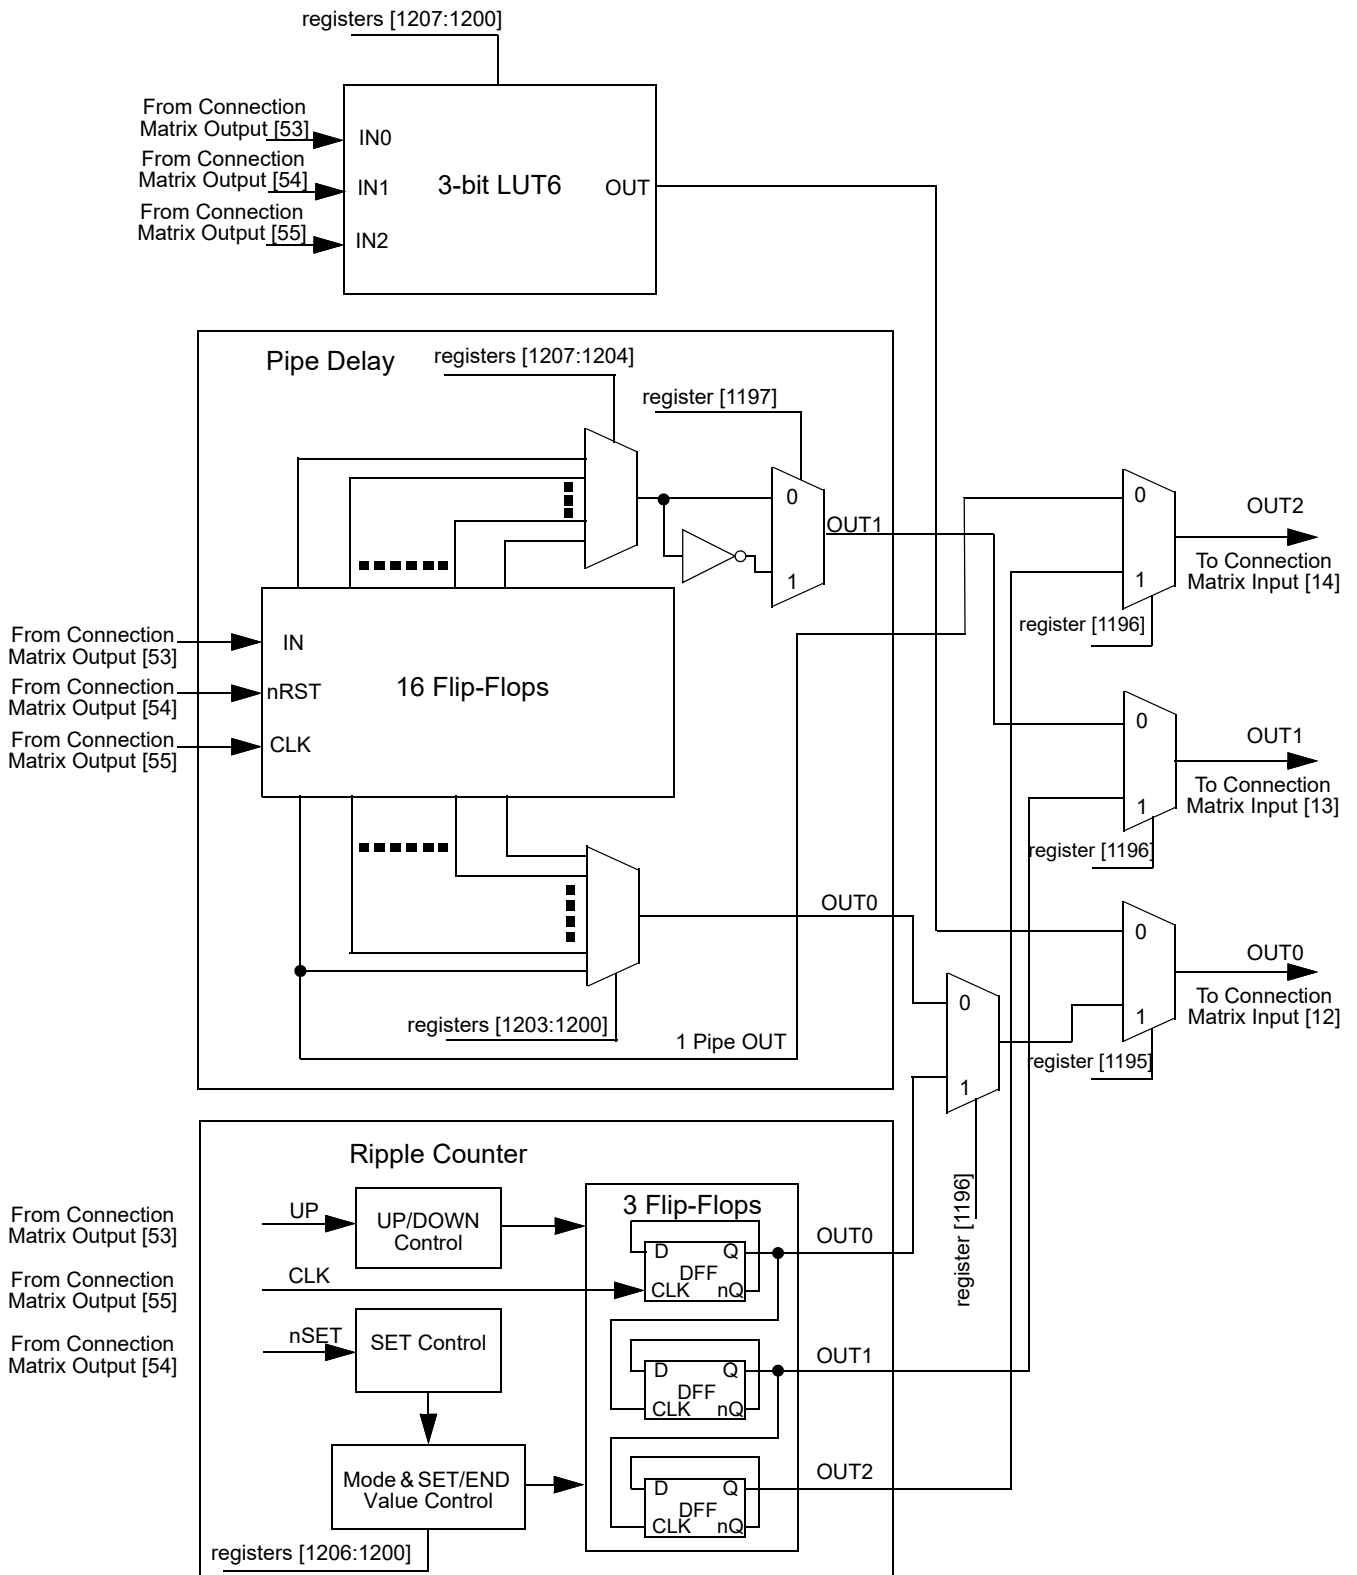 registers [1207:1200]
From Connection
Matrix Output [53]
IN0
From Connection
Matrix Output [54]
IN1
From Connection
Matrix Output [55]
IN2
3-bit LUT6
OUT
Pipe Delay
registers [1207:1204]
register [1197]
0
1
OUT1
From Connection
Matrix Output [53]
IN
From Connection
Matrix Output [54]
nRST
From Connection
Matrix Output [55]
CLK
16 Flip-Flops
OUT0
registers [1203:1200]
1 Pipe OUT
0
1
register [1196]
OUT2
To Connection
Matrix Input [14]
0
1
register [1196]
OUT1
To Connection
Matrix Input [13]
0
1
register [1195]
OUT0
To Connection
Matrix Input [12]
0
1
register [1196]
Ripple Counter
From Connection
Matrix Output [53]
UP
UP/DOWN
Control
From Connection
Matrix Output [55]
CLK
From Connection
Matrix Output [54]
nSET
SET Control
Mode & SET/END
Value Control
registers [1206:1200]
3 Flip-Flops
D Q
DFF
CLK nQ
OUT0
D Q
DFF
CLK nQ
OUT1
D Q
DFF
CLK nQ
OUT2